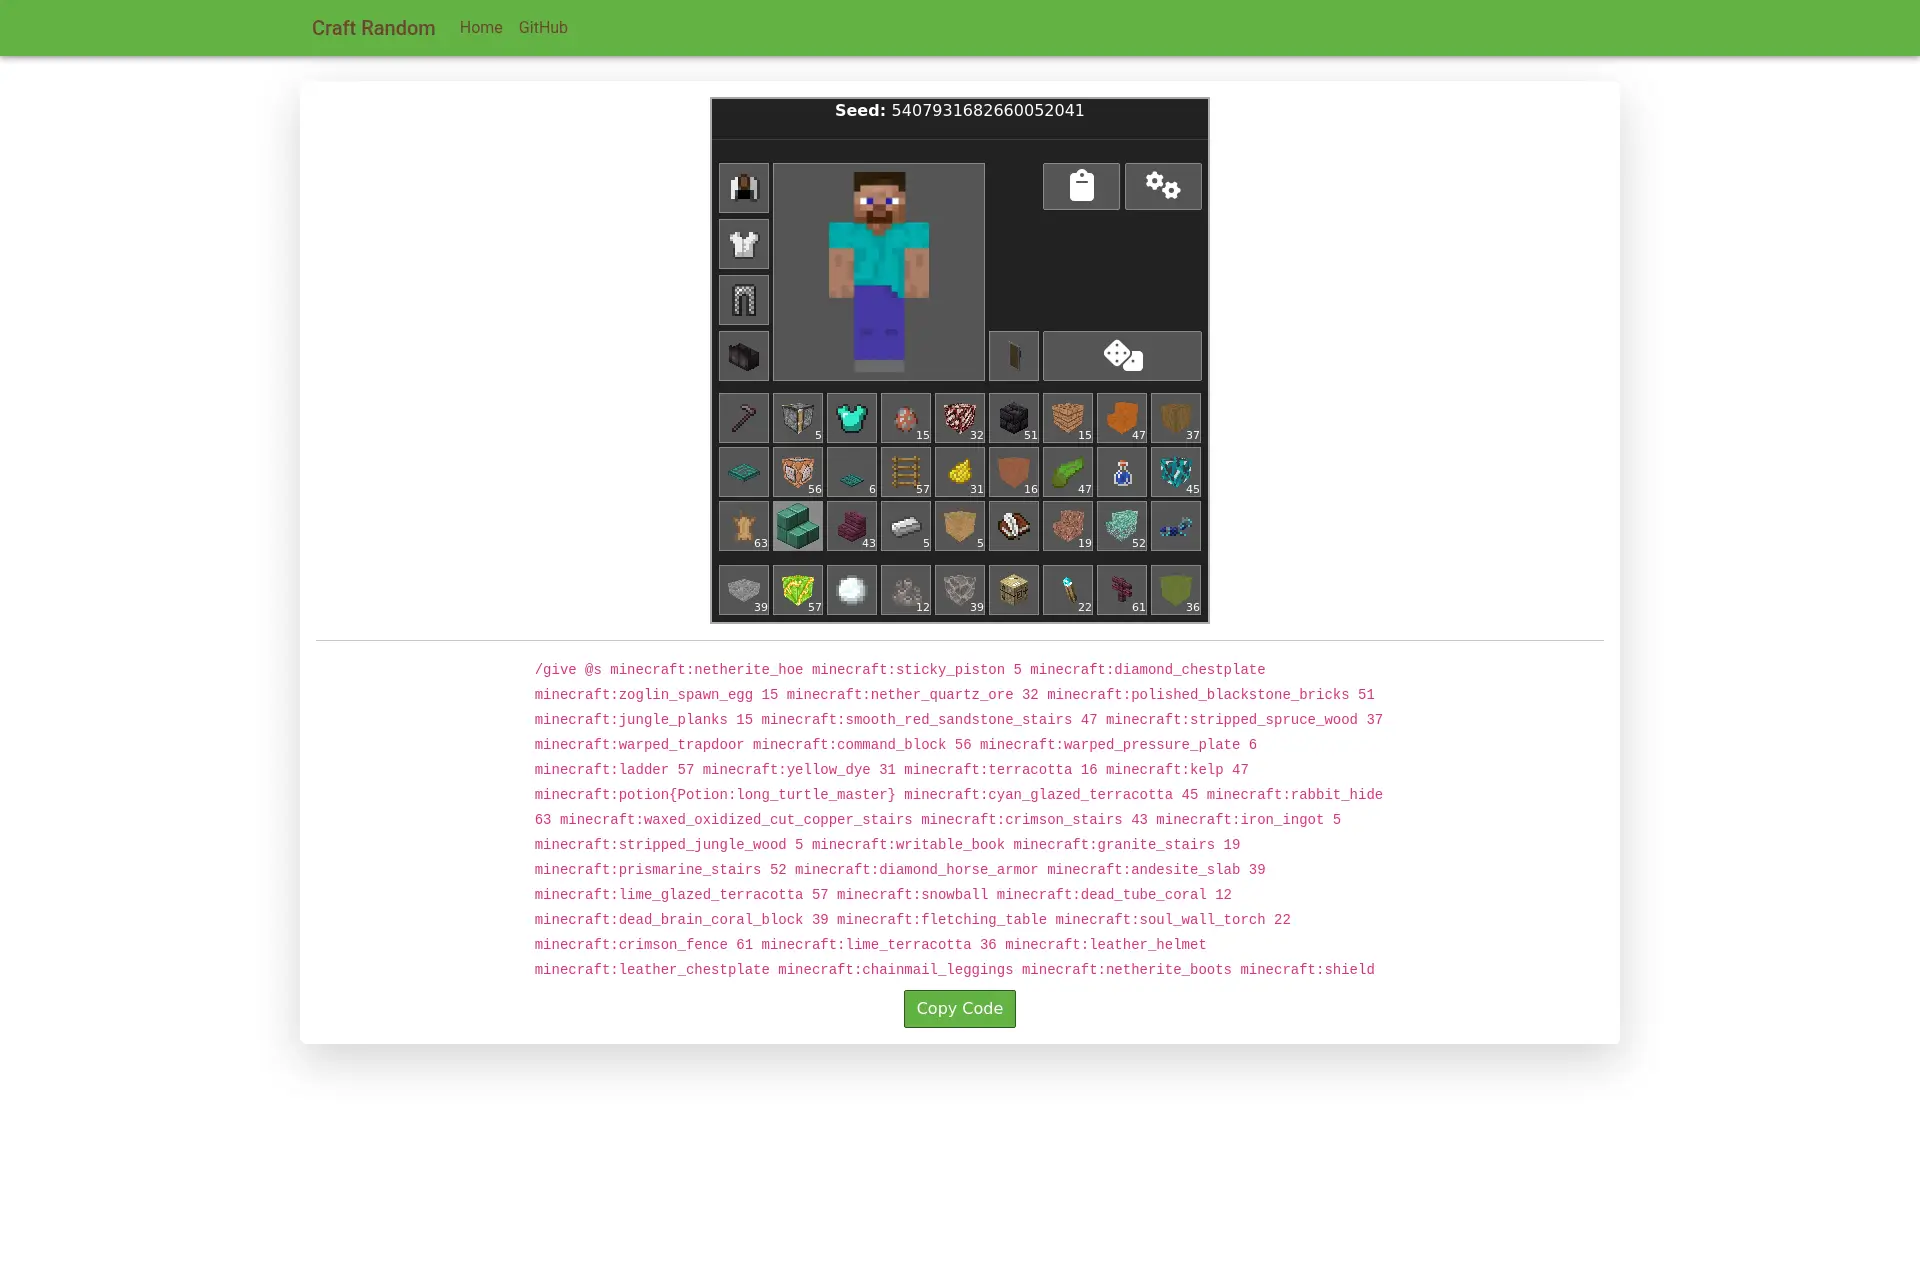 Craft Random Home GitHub
Seed: 5407931682660052041
5 15 32 51 15 47 37
56 6 57 31 16 47 45
63 43 5 5 19 52
39 57 12 39 22 61 36
/give @s minecraft:netherite_hoe minecraft:sticky_piston 5 minecraft:diamond_chestplate
minecraft:zoglin_spawn_egg 15 minecraft:nether_quartz_ore 32 minecraft:polished_blackstone_bricks 51
minecraft:jungle_planks 15 minecraft:smooth_red_sandstone_stairs 47 minecraft:stripped_spruce_wood 37
minecraft:warped_trapdoor minecraft:command_block 56 minecraft:warped_pressure_plate 6
minecraft:ladder 57 minecraft:yellow_dye 31 minecraft:terracotta 16 minecraft:kelp 47
minecraft:potion{Potion:long_turtle_master} minecraft:cyan_glazed_terracotta 45 minecraft:rabbit_hide
63 minecraft:waxed_oxidized_cut_copper_stairs minecraft:crimson_stairs 43 minecraft:iron_ingot 5
minecraft:stripped_jungle_wood 5 minecraft:writable_book minecraft:granite_stairs 19
minecraft:prismarine_stairs 52 minecraft:diamond_horse_armor minecraft:andesite_slab 39
minecraft:lime_glazed_terracotta 57 minecraft:snowball minecraft:dead_tube_coral 12
minecraft:dead_brain_coral_block 39 minecraft:fletching_table minecraft:soul_wall_torch 22
minecraft:crimson_fence 61 minecraft:lime_terracotta 36 minecraft:leather_helmet
minecraft:leather_chestplate minecraft:chainmail_leggings minecraft:netherite_boots minecraft:shield
Copy Code